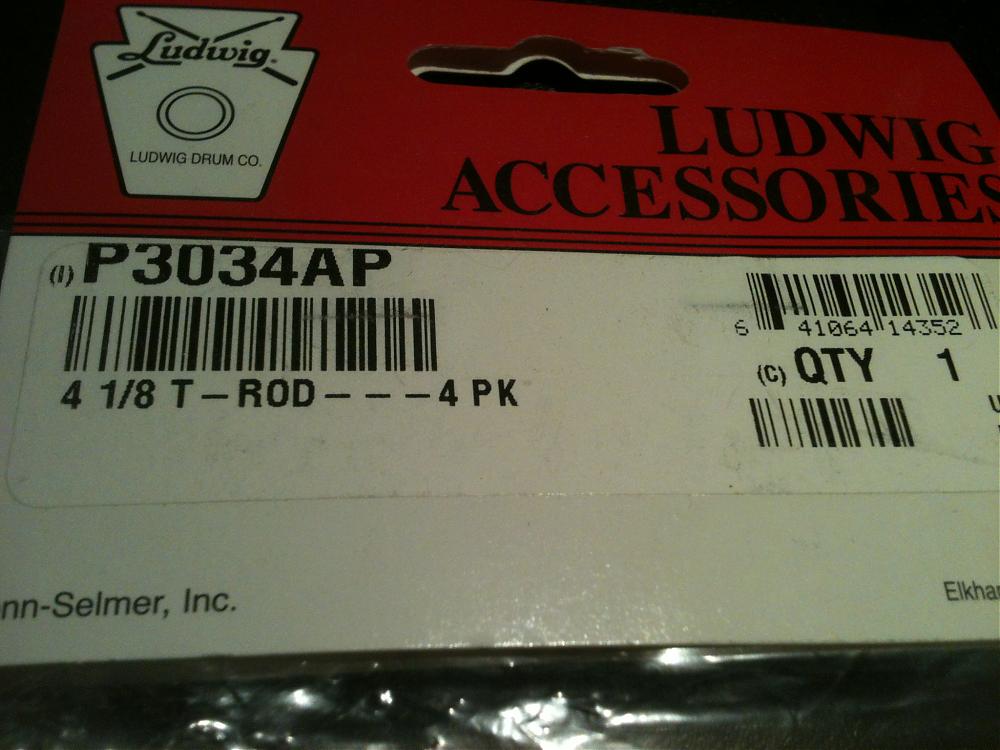 Ludwig
LUDWIG DRUM CO.
LUDWIG
ACCESSORIES
(I) P3034AP
4 1/8 T-ROD---4 PK
6 41064 14352
(C) QTY 1
nn-Selmer, Inc.
Elkha